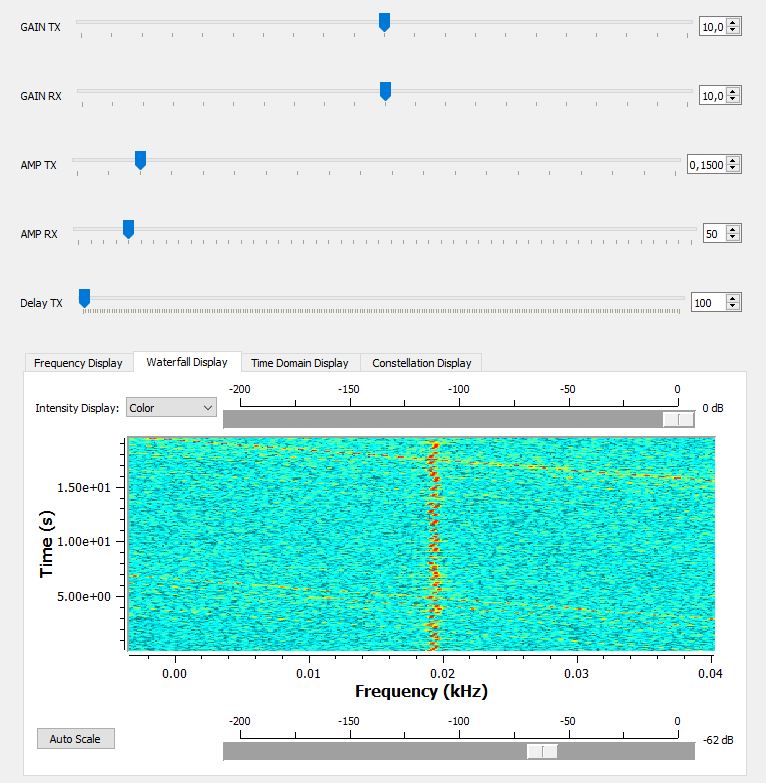 GAIN TX 10,0
GAIN RX 10,0
AMP TX 0,1500
AMP RX 50
Delay TX 100
Frequency Display Waterfall Display Time Domain Display Constellation Display
-200 -150 -100 -50 0
Intensity Display: Color 0 dB
Time (s)
1.50e+01
1.00e+01
5.00e+00
0.00 0.01 0.02 0.03 0.04
Frequency (kHz)
-200 -150 -100 -50 0
Auto Scale -62 dB